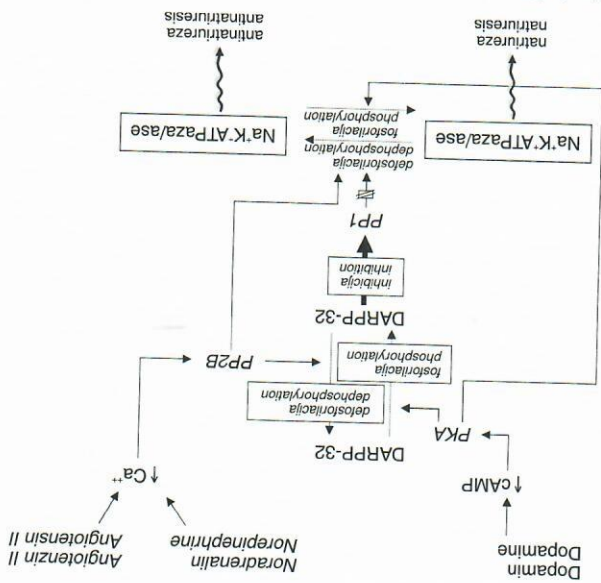 Dopamin
Dopamine
Noradrenalin
Norepinephrine
Angiotenzin II
Angiotensin II
↑cAMP
↑Ca⁺⁺
PKA
DARPP-32
defosforilacija
dephosphorylation
fosforilacija
phosphorylation
PP2B
DARPP-32
inhibicija
inhibition
PP1
Na⁺K⁺ATPaza/ase
defosforilacija
dephosphorylation
fosforilacija
phosphorylation
Na⁺K⁺ATPaza/ase
natriureza
natriuresis
antinatriureza
antinatriuresis